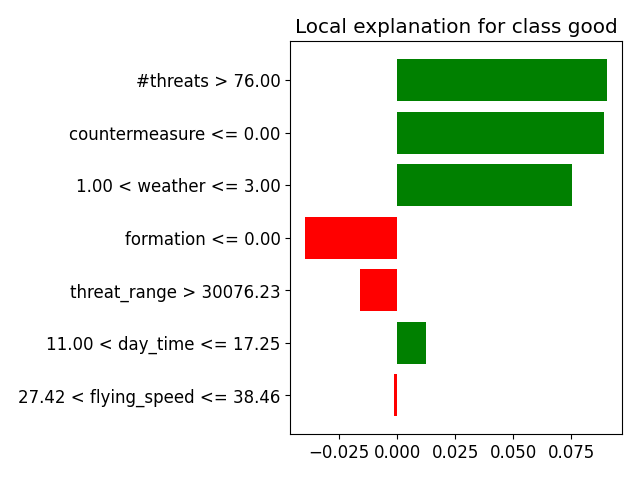 Local explanation for class good
#threats > 76.00
countermeasure <= 0.00
1.00 < weather <= 3.00
formation <= 0.00
threat_range > 30076.23
11.00 < day_time <= 17.25
27.42 < flying_speed <= 38.46
−0.025 0.000 0.025 0.050 0.075